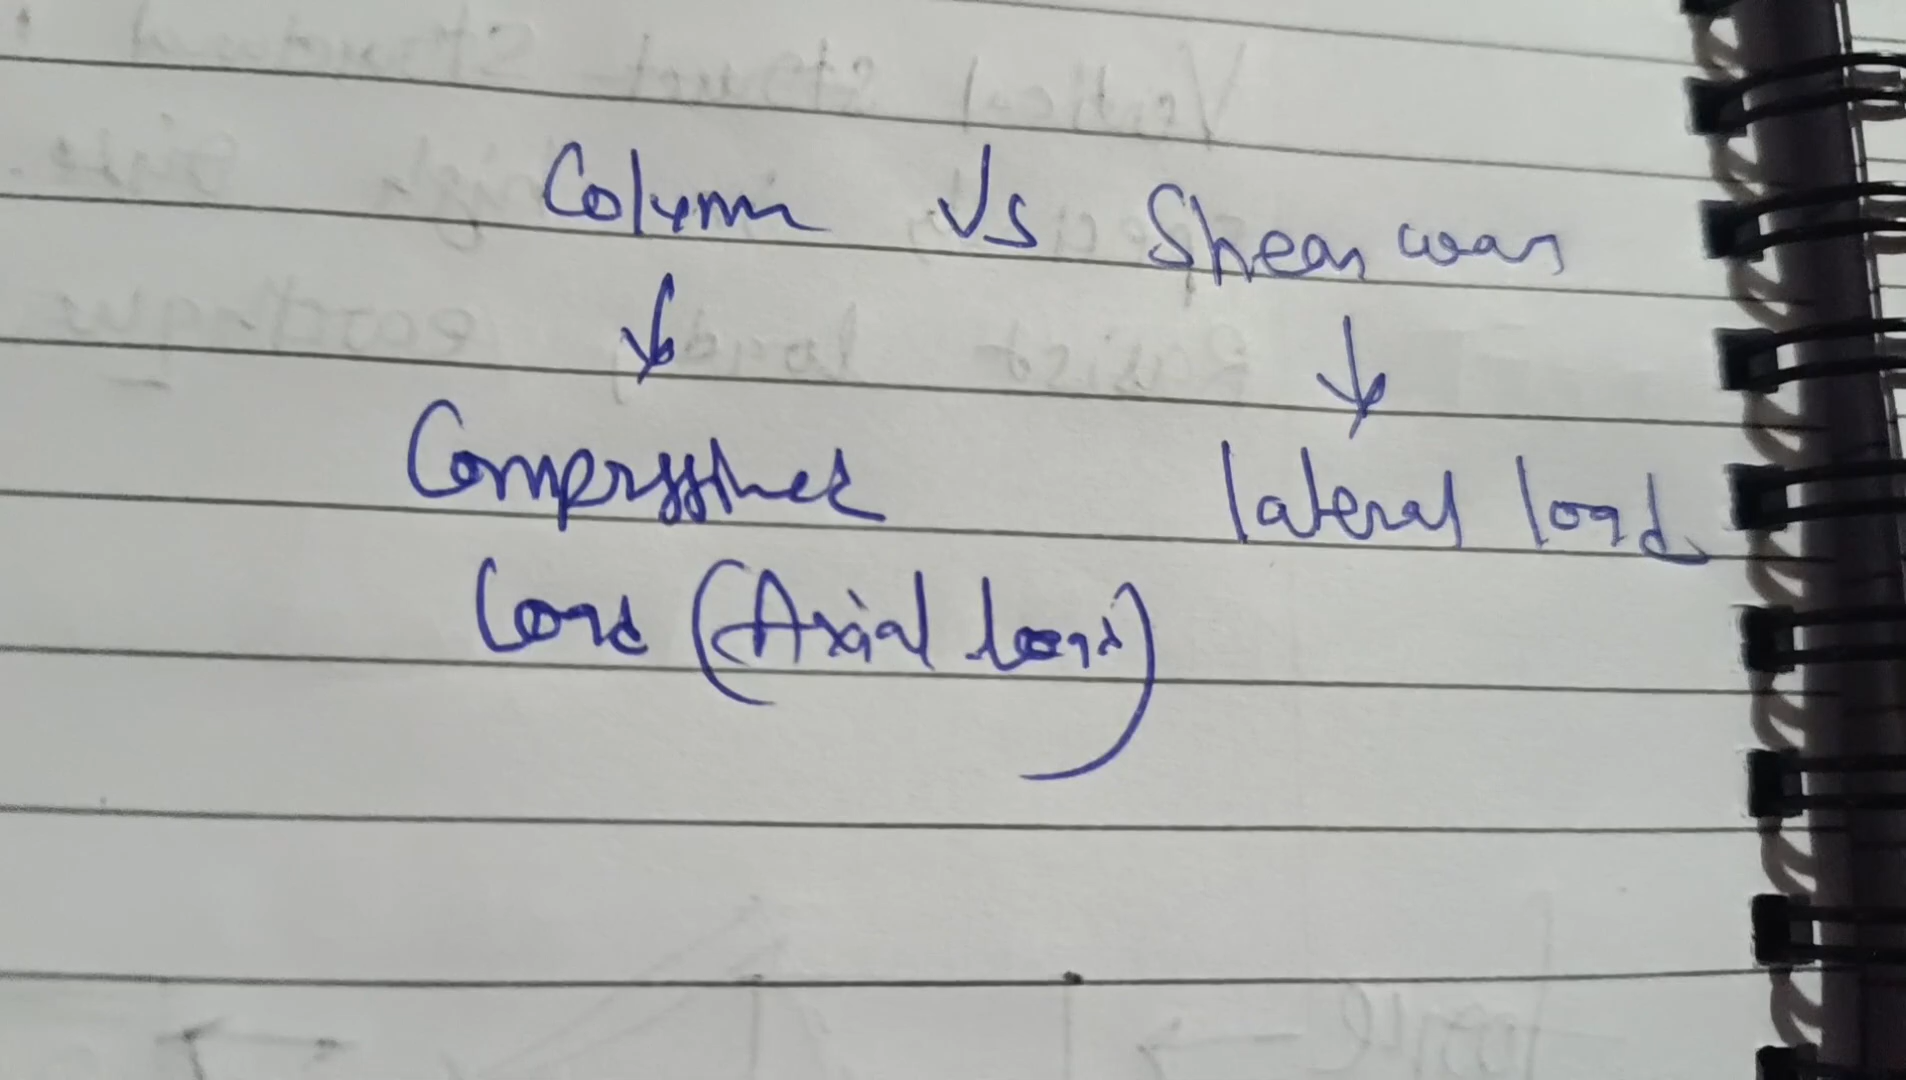 Column Vs Shear wall
↓ ↓
Compressive lateral load
Load (Axial load)